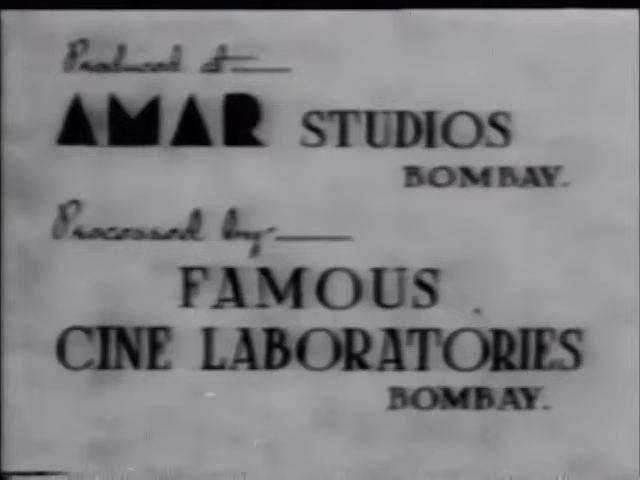 Produced at
AMAR STUDIOS
BOMBAY.
Processed by
FAMOUS
CINE LABORATORIES
BOMBAY.